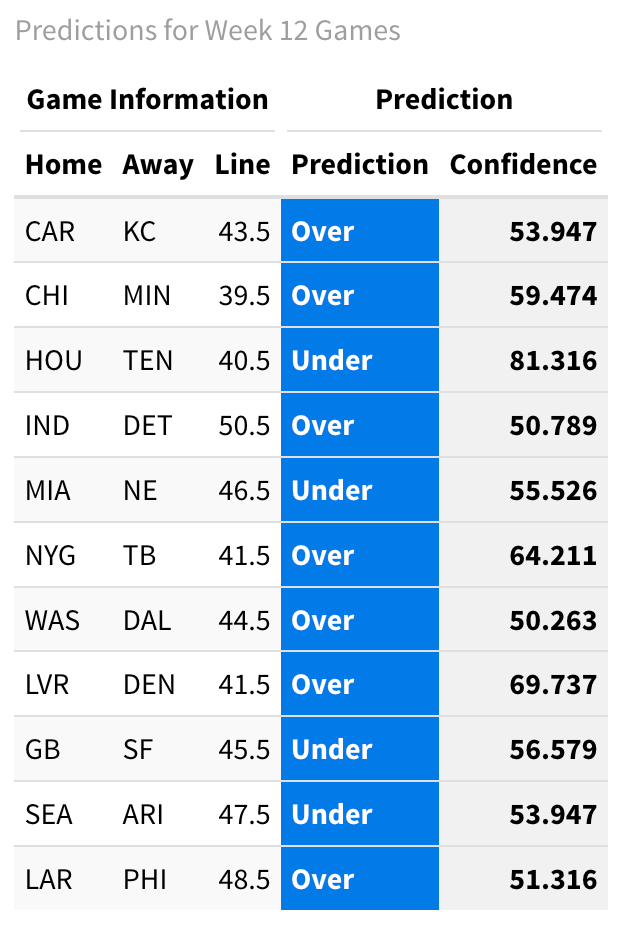 Predictions for Week 12 Games
Game Information Prediction
Home Away Line Prediction Confidence
CAR KC 43.5 Over 53.947
CHI MIN 39.5 Over 59.474
HOU TEN 40.5 Under 81.316
IND DET 50.5 Over 50.789
MIA NE 46.5 Under 55.526
NYG TB 41.5 Over 64.211
WAS DAL 44.5 Over 50.263
LVR DEN 41.5 Over 69.737
GB SF 45.5 Under 56.579
SEA ARI 47.5 Under 53.947
LAR PHI 48.5 Over 51.316